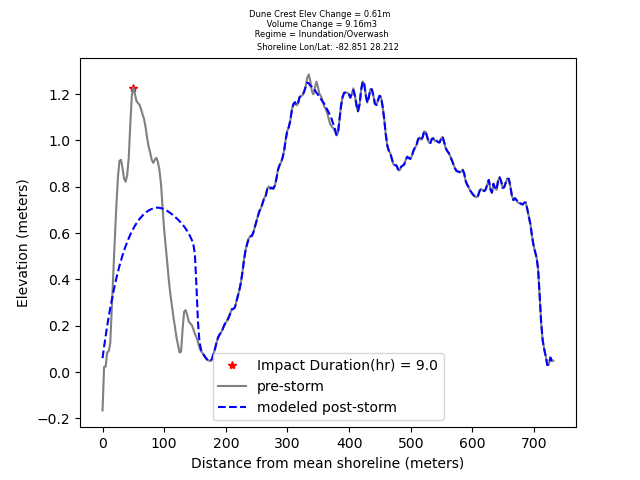 Dune Crest Elev Change = 0.61m
Volume Change = 9.16m3
Regime = Inundation/Overwash
Shoreline Lon/Lat: -82.851 28.212
1.2
1.0
0.8
0.6
0.4
0.2
0.0
−0.2
Elevation (meters)
Impact Duration(hr) = 9.0
pre-storm
modeled post-storm
0 100 200 300 400 500 600 700
Distance from mean shoreline (meters)